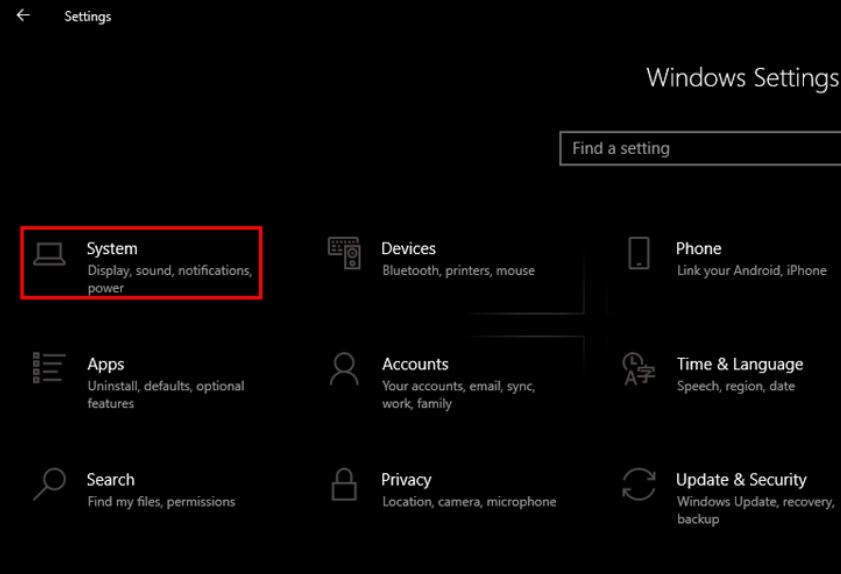 Settings
Windows Settings
Find a setting
System
Display, sound, notifications,
power
Devices
Bluetooth, printers, mouse
Phone
Link your Android, iPhone
Apps
Uninstall, defaults, optional
features
Accounts
Your accounts, email, sync,
work, family
Time & Language
Speech, region, date
Search
Find my files, permissions
Privacy
Location, camera, microphone
Update & Security
Windows Update, recovery,
backup